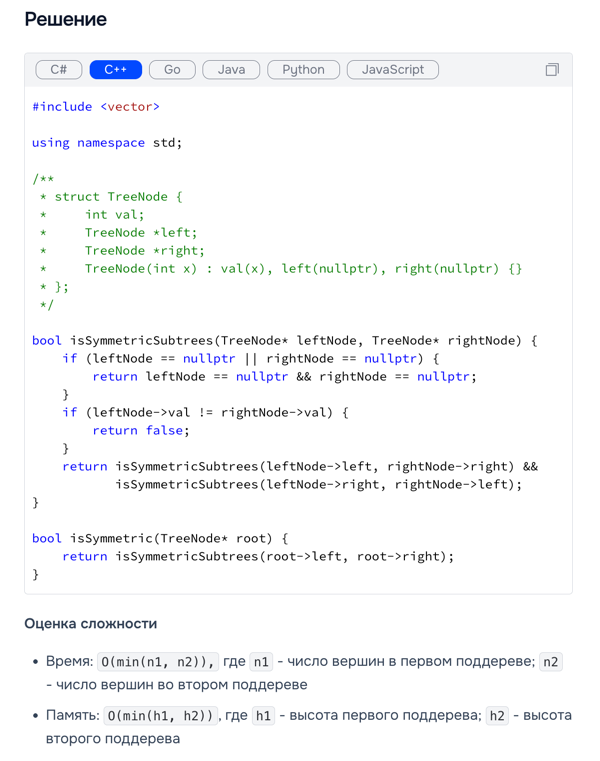 Решение
C# C++ Go Java Python JavaScript
#include <vector>
using namespace std;
/**
 * struct TreeNode {
 *     int val;
 *     TreeNode *left;
 *     TreeNode *right;
 *     TreeNode(int x) : val(x), left(nullptr), right(nullptr) {}
 * };
 */
bool isSymmetricSubtrees(TreeNode* leftNode, TreeNode* rightNode) {
    if (leftNode == nullptr || rightNode == nullptr) {
        return leftNode == nullptr && rightNode == nullptr;
    }
    if (leftNode->val != rightNode->val) {
        return false;
    }
    return isSymmetricSubtrees(leftNode->left, rightNode->right) &&
           isSymmetricSubtrees(leftNode->right, rightNode->left);
}
bool isSymmetric(TreeNode* root) {
    return isSymmetricSubtrees(root->left, root->right);
}
Оценка сложности
• Время: O(min(n1, n2)), где n1 - число вершин в первом поддереве; n2
- число вершин во втором поддереве
• Память: O(min(h1, h2)), где h1 - высота первого поддерева; h2 - высота
второго поддерева